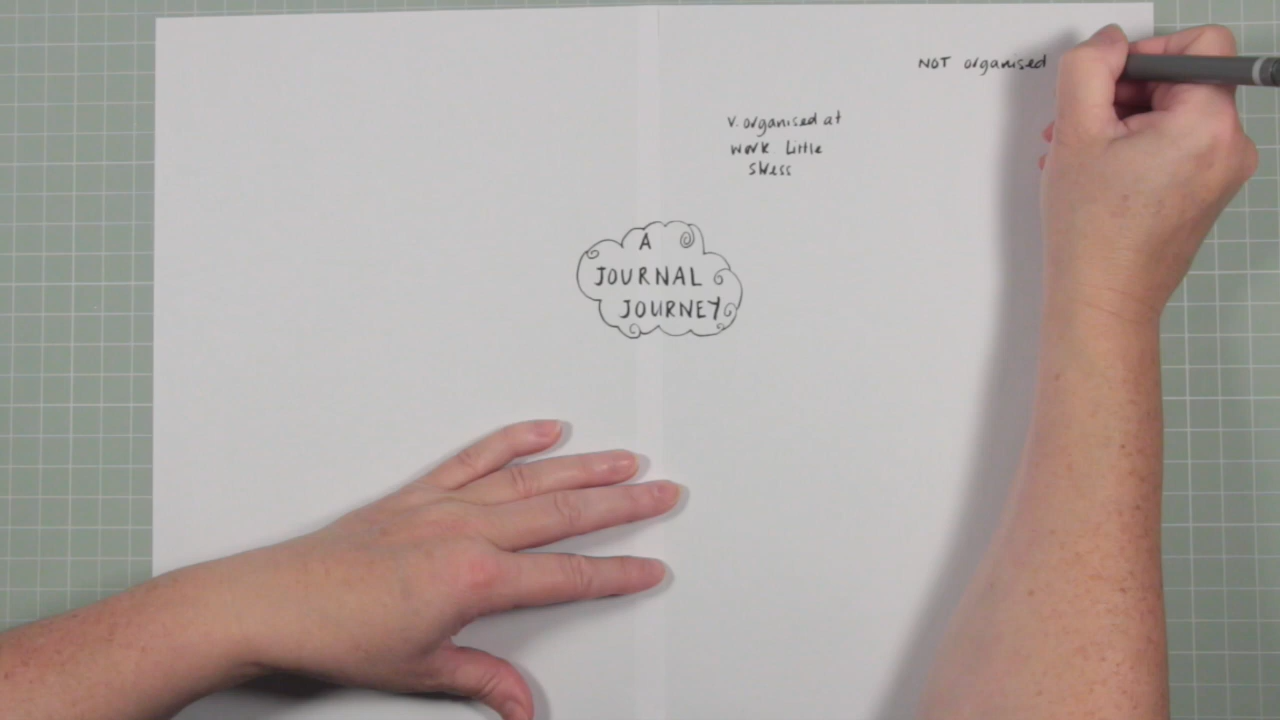 NOT organised
v. organised at
work. Little
stress
A
JOURNAL
JOURNEY